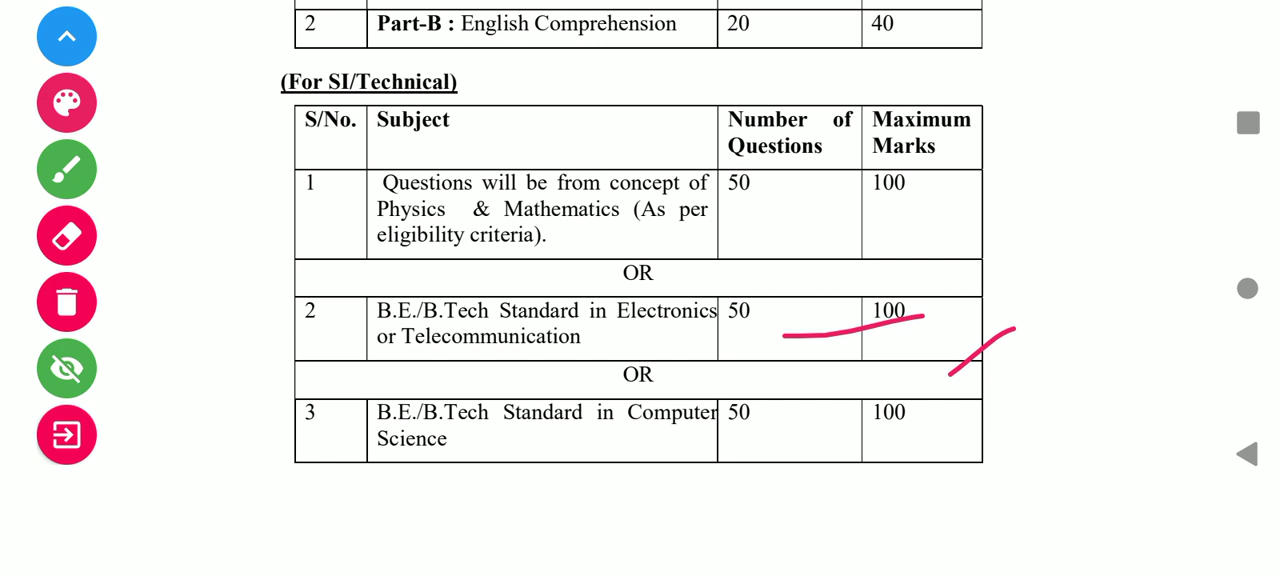 2 Part-B : English Comprehension 20 40
(For SI/Technical)
S/No. Subject Number of Maximum
Questions Marks
1 Questions will be from concept of 50 100
Physics & Mathematics (As per
eligibility criteria).
OR
2 B.E./B.Tech Standard in Electronics 50 100
or Telecommunication
OR
3 B.E./B.Tech Standard in Computer 50 100
Science